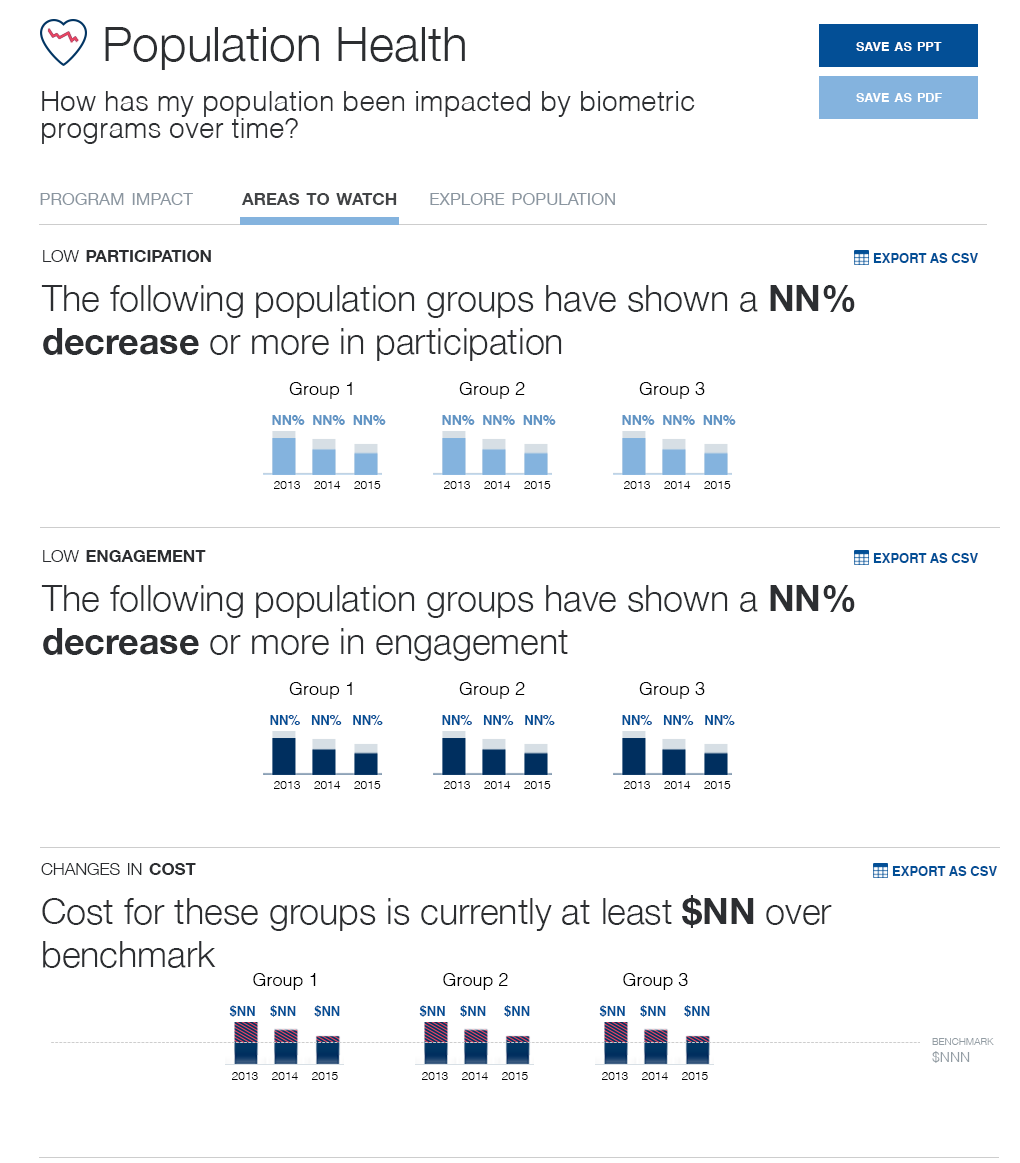 Population Health
SAVE AS PPT
SAVE AS PDF
How has my population been impacted by biometric
programs over time?
PROGRAM IMPACT AREAS TO WATCH EXPLORE POPULATION
LOW PARTICIPATION
EXPORT AS CSV
The following population groups have shown a NN%
decrease or more in participation
Group 1 Group 2 Group 3
NN% NN% NN% NN% NN% NN% NN% NN% NN%
2013 2014 2015 2013 2014 2015 2013 2014 2015
LOW ENGAGEMENT
EXPORT AS CSV
The following population groups have shown a NN%
decrease or more in engagement
Group 1 Group 2 Group 3
NN% NN% NN% NN% NN% NN% NN% NN% NN%
2013 2014 2015 2013 2014 2015 2013 2014 2015
CHANGES IN COST
EXPORT AS CSV
Cost for these groups is currently at least $NN over
benchmark
Group 1 Group 2 Group 3
$NN $NN $NN $NN $NN $NN $NN $NN $NN
BENCHMARK
$NNN
2013 2014 2015 2013 2014 2015 2013 2014 2015